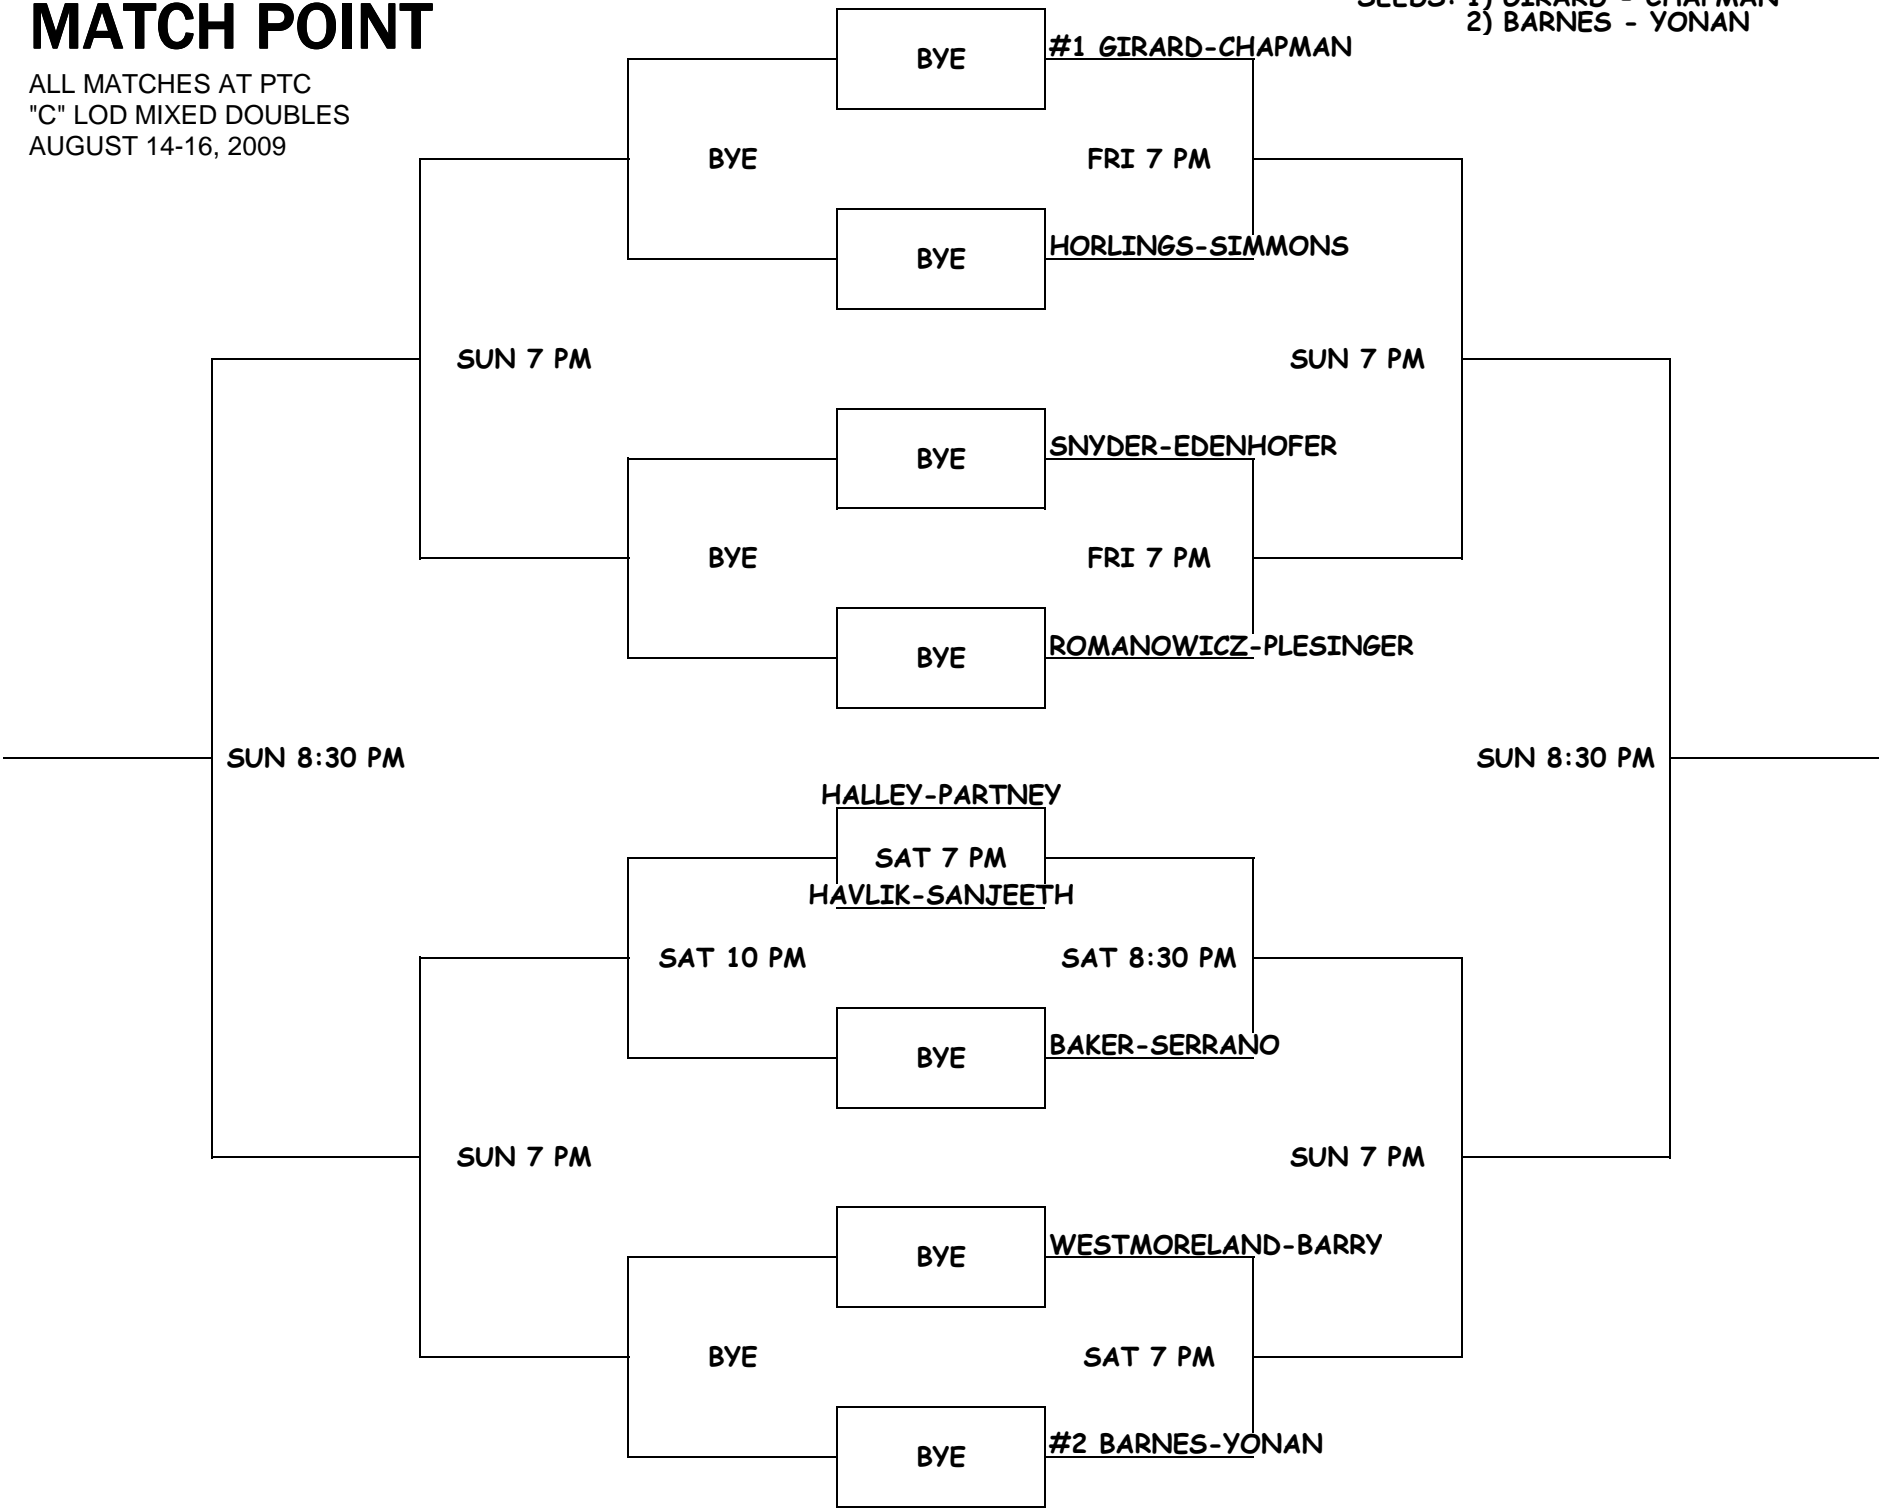 MATCH POINT
ALL MATCHES AT PTC
"C" LOD MIXED DOUBLES
AUGUST 14-16, 2009
SEEDS: 1) GIRARD - CHAPMAN
2) BARNES - YONAN
BYE
#1 GIRARD-CHAPMAN
BYE
FRI 7 PM
BYE
HORLINGS-SIMMONS
SUN 7 PM
SUN 7 PM
BYE
SNYDER-EDENHOFER
BYE
FRI 7 PM
BYE
ROMANOWICZ-PLESINGER
SUN 8:30 PM
SUN 8:30 PM
HALLEY-PARTNEY
SAT 7 PM
HAVLIK-SANJEETH
SAT 10 PM
SAT 8:30 PM
BYE
BAKER-SERRANO
SUN 7 PM
SUN 7 PM
BYE
WESTMORELAND-BARRY
BYE
SAT 7 PM
BYE
#2 BARNES-YONAN